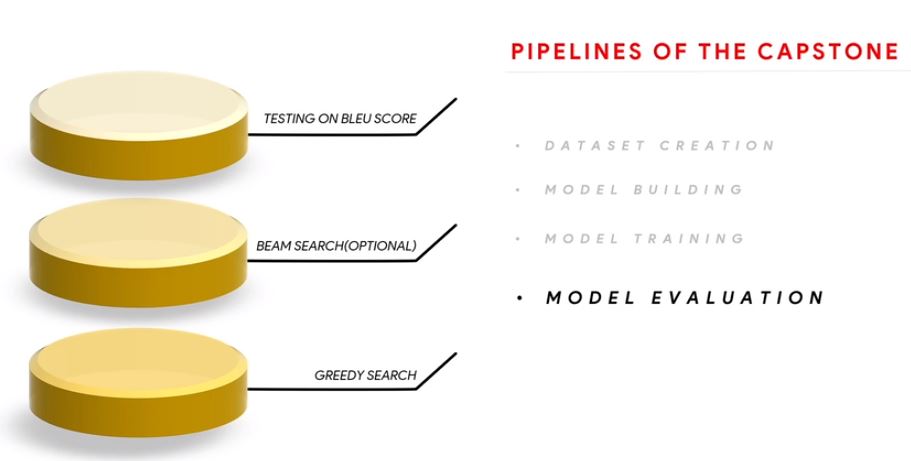 PIPELINES OF THE CAPSTONE
TESTING ON BLEU SCORE
BEAM SEARCH(OPTIONAL)
GREEDY SEARCH
• DATASET CREATION
• MODEL BUILDING
• MODEL TRAINING
• MODEL EVALUATION